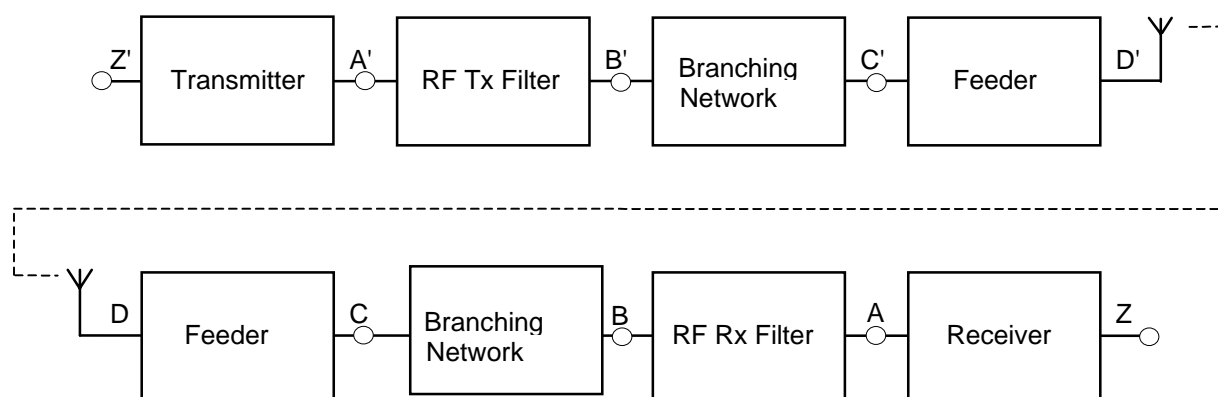 Z'
Transmitter
A'
RF Tx Filter
B'
Branching
Network
C'
Feeder
D'
D
Feeder
C
Branching
Network
B
RF Rx Filter
A
Receiver
Z